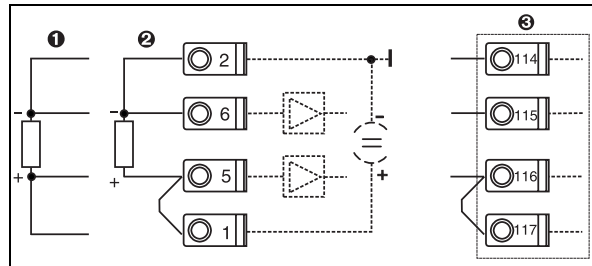 ❶ ❷ ❸
2 114
- - 6 - 115
+ + 5 + 116
1 117